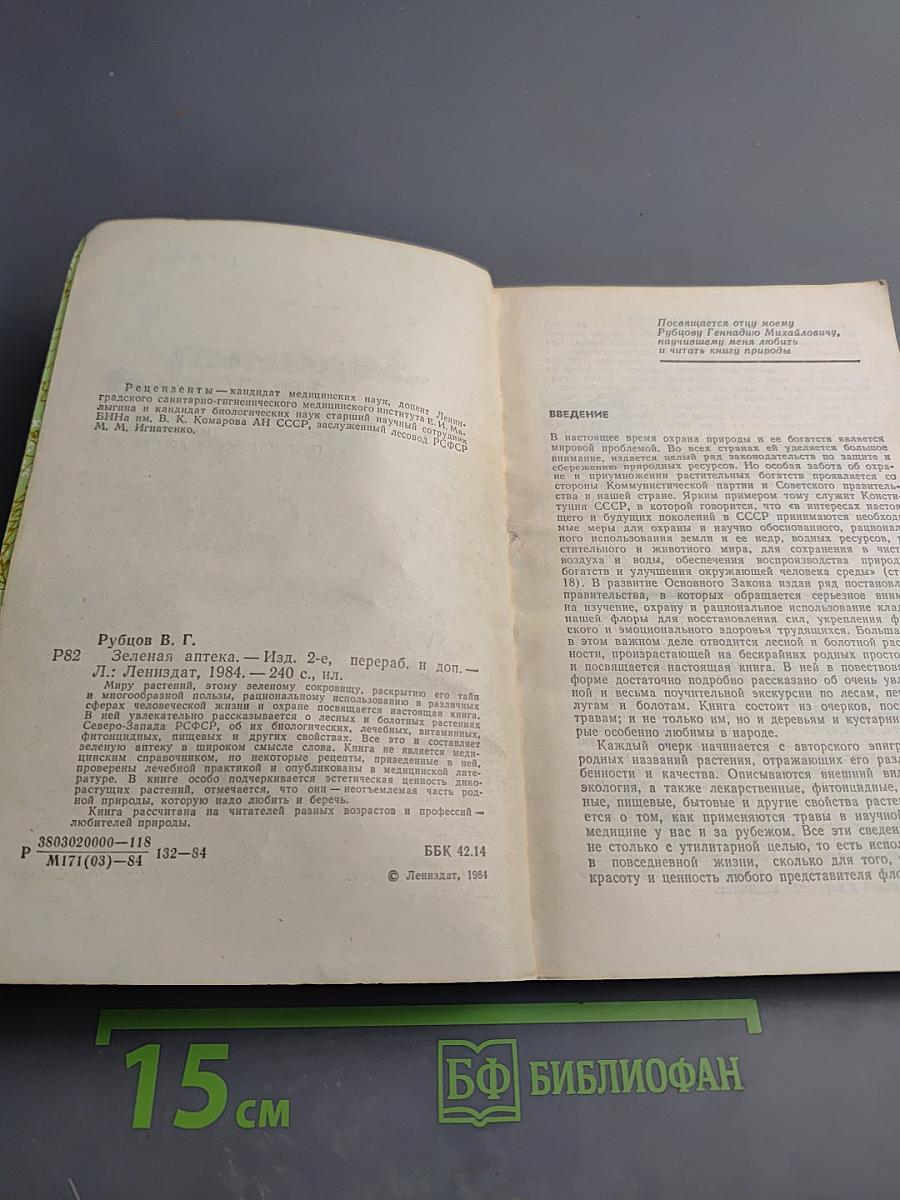 Рецензенты — кандидат медицинских наук, доцент Ленин-
градского санитарно-гигиенического медицинского института Е. И. Ма-
лыгина и кандидат биологических наук старший научный сотрудник
БИНа им. В. К. Комарова АН СССР, заслуженный лесовод РСФСР
М. М. Игнатенко.
Рубцов В. Г.
Р82 Зеленая аптека. — Изд. 2-е, перераб. и доп. —
Л.: Лениздат, 1984. — 240 с., ил.
Миру растений, этому зеленому сокровищу, раскрытию его тайн
и многообразной пользы, рациональному использованию в различных
сферах человеческой жизни и охране посвящается настоящая книга.
В ней увлекательно рассказывается о лесных и болотных растениях
Северо-Запада РСФСР, об их биологических, лечебных, витаминных,
фитонцидных, пищевых и других свойствах. Все это и составляет
зеленую аптеку в широком смысле слова. Книга не является меди-
цинским справочником, но некоторые рецепты, приведенные в ней,
проверены лечебной практикой и опубликованы в медицинской лите-
ратуре. В книге особо подчеркивается эстетическая ценность дико-
растущих растений, отмечается, что они — неотъемлемая часть род-
ной природы, которую надо любить и беречь.
Книга рассчитана на читателей разных возрастов и профессий —
любителей природы.
Р 3803020000—118
М171(03)—84 132—84
ББК 42.14
© Лениздат, 1984
Посвящается отцу моему
Рубцову Геннадию Михайловичу,
научившему меня любить
и читать книгу природы
ВВЕДЕНИЕ
В настоящее время охрана природы и ее богатств является
мировой проблемой. Во всех странах ей уделяется большое
внимание, издается целый ряд законодательств по защите и
сбережению природных ресурсов. Но особая забота об охра-
не и приумножении растительных богатств проявляется со
стороны Коммунистической партии и Советского правитель-
ства в нашей стране. Ярким примером тому служит Консти-
туция СССР, в которой говорится, что «в интересах настоя
щего и будущих поколений в СССР принимаются необходи
мые меры для охраны и научно обоснованного, рационал
ного использования земли и ее недр, водных ресурсов,
стительного и животного мира, для сохранения в чист
воздуха и воды, обеспечения воспроизводства природ
богатств и улучшения окружающей человека среды» (ст
18). В развитие Основного Закона издан ряд постановл
правительства, в которых обращается серьезное вним
на изучение, охрану и рациональное использование клад
нашей флоры для восстановления сил, укрепления ф
ского и эмоционального здоровья трудящихся. Больша
в этом важном деле отводится лесной и болотной рас
ности, произрастающей на бескрайних родных просто
и посвящается настоящая книга. В ней в повествова
форме достаточно подробно рассказано об очень увл
ной и весьма поучительной экскурсии по лесам, пе
лугам и болотам. Книга состоит из очерков, пос
травам; и не только им, но и деревьям и кустарни
рые особенно любимы в народе.
Каждый очерк начинается с авторского эпигр
родных названий растения, отражающих его разл
бенности и качества. Описываются внешний вид
экология, а также лекарственные, фитонцидные,
ные, пищевые, бытовые и другие свойства расте
ется о том, как применяются травы в научной
медицине у нас и за рубежом. Все эти сведен
не столько с утилитарной целью, то есть испол
в повседневной жизни, сколько для того,
красоту и ценность любого представителя фло
15 см
БФ БИБЛИОФАН